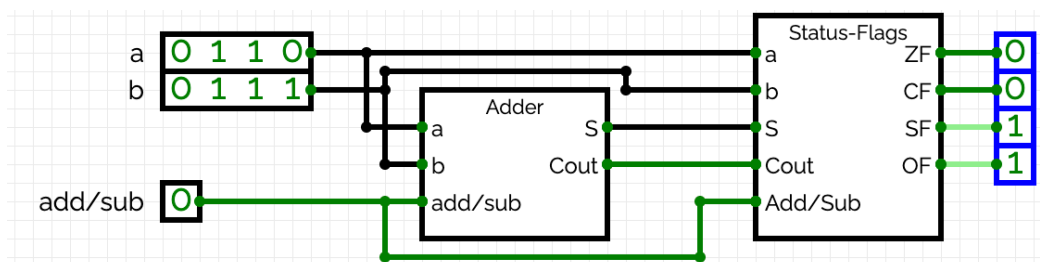 Status-Flags
a 0 1 1 0 a ZF 0
b 0 1 1 1 b CF 0
Adder
a S S SF 1
b Cout Cout OF 1
add/sub 0 add/sub Add/Sub